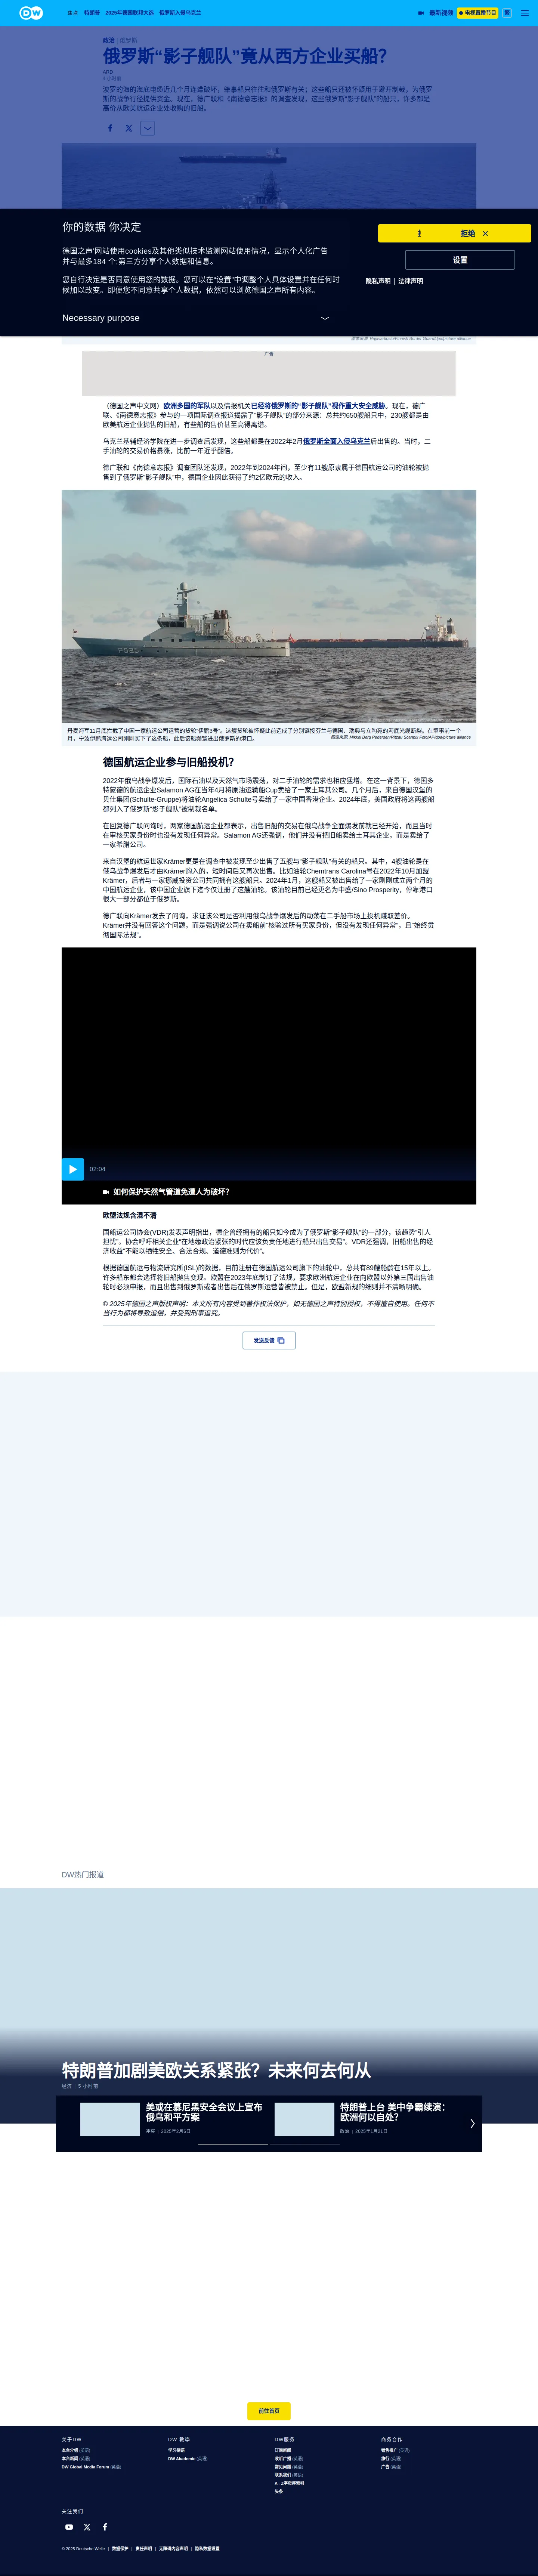 DW
焦点 特朗普 2025年德国联邦大选 俄罗斯入侵乌克兰
最新视频 电视直播节目 繁
政治 | 俄罗斯
俄罗斯“影子舰队”竟从西方企业买船？
ARD
4 小时前
波罗的海的海底电缆近几个月连遭破坏，肇事船只往往和俄罗斯有关；这些船只还被怀疑用于避开制裁，为俄罗
斯的战争行径提供资金。现在，德广联和《南德意志报》的调查发现，这些俄罗斯“影子舰队”的船只，许多都是
高价从欧美航运企业处收购的旧船。
你的数据 你决定
德国之声'网站使用cookies及其他类似技术监测网站使用情况，显示个人化广告
并与最多184 个;第三方分享个人数据和信息。
您自行决定是否同意使用您的数据。您可以在“设置”中调整个人具体设置并在任何时
候加以改变。即便您不同意共享个人数据，依然可以浏览德国之声所有内容。
Necessary purpose
拒绝
设置
隐私声明 | 法律声明
广告
（德国之声中文网）欧洲多国的军队以及情报机关已经将俄罗斯的“影子舰队”视作重大安全威胁。现在，德广
联、《南德意志报》参与的一项国际调查报道揭露了“影子舰队”的部分来源：总共约650艘船只中，230艘都是由
欧美航运企业抛售的旧船，有些船的售价甚至高得离谱。
乌克兰基辅经济学院在进一步调查后发现，这些船都是在2022年2月俄罗斯全面入侵乌克兰后出售的。当时，二
手油轮的交易价格暴涨，比前一年近乎翻倍。
德广联和《南德意志报》调查团队还发现，2022年到2024年间，至少有11艘原隶属于德国航运公司的油轮被抛
售到了俄罗斯“影子舰队”中，德国企业因此获得了约2亿欧元的收入。
P525
丹麦海军11月底拦截了中国一家航运公司运营的货轮“伊鹏3号”。这艘货轮被怀疑此前造成了分别链接芬兰与德国、瑞典与立陶宛的海底光缆断裂。在肇事前一个
月，宁波伊鹏海运公司刚刚买下了这条船，此后该船频繁进出俄罗斯的港口。
图像来源: Mikkel Berg Pedersen/Ritzau Scanpix Foto/AP/dpa/picture alliance
德国航运企业参与旧船投机？
2022年俄乌战争爆发后，国际石油以及天然气市场震荡，对二手油轮的需求也相应猛增。在这一背景下，德国多
特蒙德的航运企业Salamon AG在当年4月将原油运输船Cup卖给了一家土耳其公司。几个月后，来自德国汉堡的
贝仕集团(Schulte-Gruppe)将油轮Angelica Schulte号卖给了一家中国香港企业。2024年底，美国政府将这两艘船
都列入了俄罗斯“影子舰队”被制裁名单。
在回复德广联问询时，两家德国航运企业都表示，出售旧船的交易在俄乌战争全面爆发前就已经开始，而且当时
在审核买家身份时也没有发现任何异常。Salamon AG还强调，他们并没有把旧船卖给土耳其企业，而是卖给了
一家希腊公司。
来自汉堡的航运世家Krämer更是在调查中被发现至少出售了五艘与“影子舰队”有关的船只。其中，4艘油轮是在
俄乌战争爆发后才由Krämer购入的，短时间后又再次出售，比如油轮Chemtrans Carolina号在2022年10月加盟
Krämer，后者与一家挪威投资公司共同拥有这艘船只。2024年1月，这艘船又被出售给了一家刚刚成立两个月的
中国航运企业，该中国企业旗下迄今仅注册了这艘油轮。该油轮目前已经更名为中盛/Sino Prosperity，停靠港口
很大一部分都位于俄罗斯。
德广联向Krämer发去了问询，求证该公司是否利用俄乌战争爆发后的动荡在二手船市场上投机赚取差价。
Krämer并没有回答这个问题，而是强调说公司在卖船前“核验过所有买家身份，但没有发现任何异常”，且“始终贯
彻国际法规”。
02:04
如何保护天然气管道免遭人为破坏？
欧盟法规含混不清
国船运公司协会(VDR)发表声明指出，德企曾经拥有的船只如今成为了俄罗斯“影子舰队”的一部分，该趋势“引人
担忧”。协会呼吁相关企业“在地缘政治紧张的时代应该负责任地进行船只出售交易”。VDR还强调，旧船出售的经
济收益“不能以牺牲安全、合法合规、道德准则为代价”。
根据德国航运与物流研究所(ISL)的数据，目前注册在德国航运公司旗下的油轮中，总共有89艘船龄在15年以上。
许多船东都会选择将旧船抛售变现。欧盟在2023年底制订了法规，要求欧洲航运企业在向欧盟以外第三国出售油
轮时必须申报，而且出售到俄罗斯或者出售后在俄罗斯运营皆被禁止。但是，欧盟新规的细则并不清晰明确。
© 2025年德国之声版权声明：本文所有内容受到著作权法保护，如无德国之声特别授权，不得擅自使用。任何不
当行为都将导致追偿，并受到刑事追究。
发送反馈
DW热门报道
特朗普加剧美欧关系紧张？未来何去何从
经济 | 5 小时前
美或在慕尼黑安全会议上宣布
俄乌和平方案
冲突 | 2025年2月6日
特朗普上台 美中争霸续演：
欧洲何以自处？
政治 | 2025年1月21日
前往首页
关于DW
本台介绍 (英语)
本台新闻 (英语)
DW Global Media Forum (英语)
DW 教学
学习德语
DW Akademie (英语)
DW服务
订阅新闻
收听广播 (英语)
常见问题 (英语)
联系我们 (英语)
A - Z字母序索引
头条
商务合作
销售推广 (英语)
旅行 (英语)
广告 (英语)
关注我们
© 2025 Deutsche Welle | 数据保护 | 责任声明 | 无障碍内容声明 | 隐私数据设置